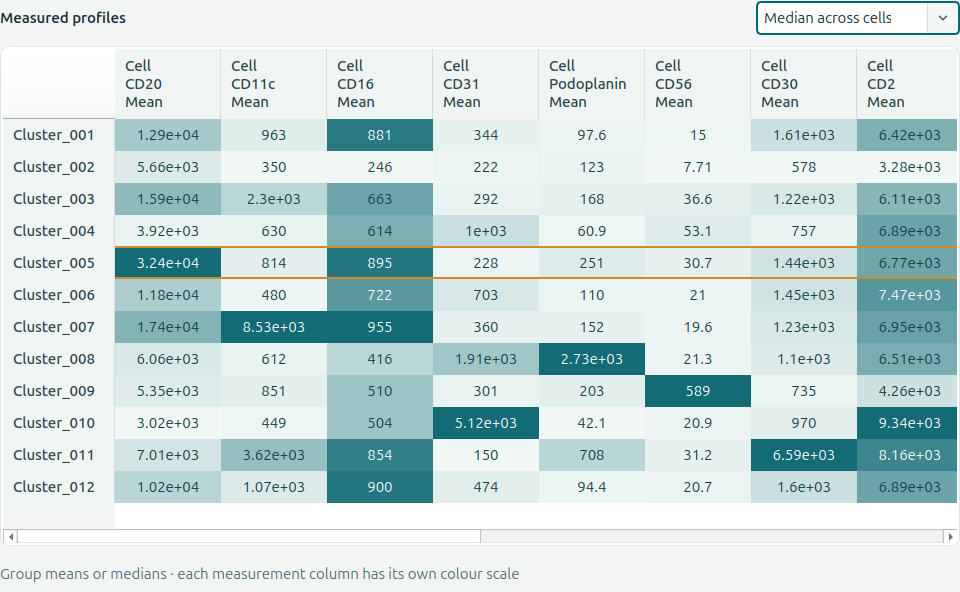 Measured profiles
Median across cells
Cell CD20 Mean
Cell CD11c Mean
Cell CD16 Mean
Cell CD31 Mean
Cell Podoplanin Mean
Cell CD56 Mean
Cell CD30 Mean
Cell CD2 Mean
Cluster_001 1.29e+04 963 881 344 97.6 15 1.61e+03 6.42e+03
Cluster_002 5.66e+03 350 246 222 123 7.71 578 3.28e+03
Cluster_003 1.59e+04 2.3e+03 663 292 168 36.6 1.22e+03 6.11e+03
Cluster_004 3.92e+03 630 614 1e+03 60.9 53.1 757 6.89e+03
Cluster_005 3.24e+04 814 895 228 251 30.7 1.44e+03 6.77e+03
Cluster_006 1.18e+04 480 722 703 110 21 1.45e+03 7.47e+03
Cluster_007 1.74e+04 8.53e+03 955 360 152 19.6 1.23e+03 6.95e+03
Cluster_008 6.06e+03 612 416 1.91e+03 2.73e+03 21.3 1.1e+03 6.51e+03
Cluster_009 5.35e+03 851 510 301 203 589 735 4.26e+03
Cluster_010 3.02e+03 449 504 5.12e+03 42.1 20.9 970 9.34e+03
Cluster_011 7.01e+03 3.62e+03 854 150 708 31.2 6.59e+03 8.16e+03
Cluster_012 1.02e+04 1.07e+03 900 474 94.4 20.7 1.6e+03 6.89e+03
Group means or medians · each measurement column has its own colour scale